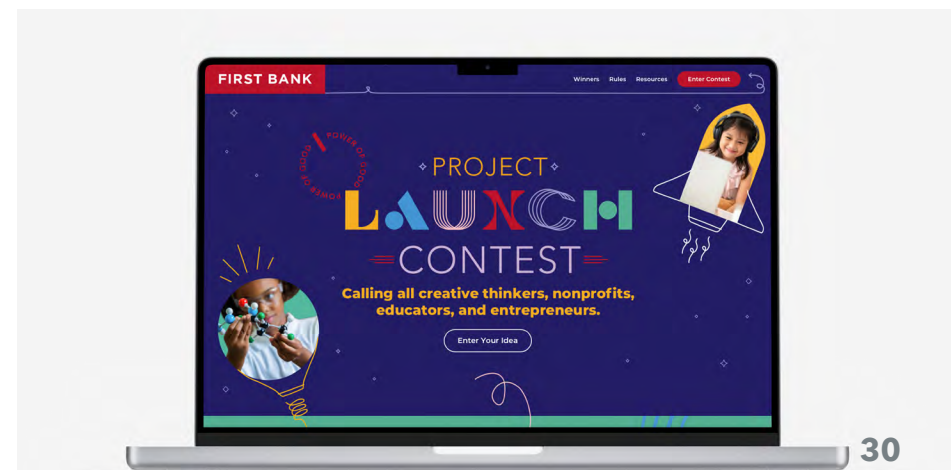 FIRST BANK
Winners Rules Resources Enter Contest
POWER OF GOOD POWER OF GOOD
PROJECT
LAUNCH
CONTEST
Calling all creative thinkers, nonprofits,
educators, and entrepreneurs.
Enter Your Idea
30